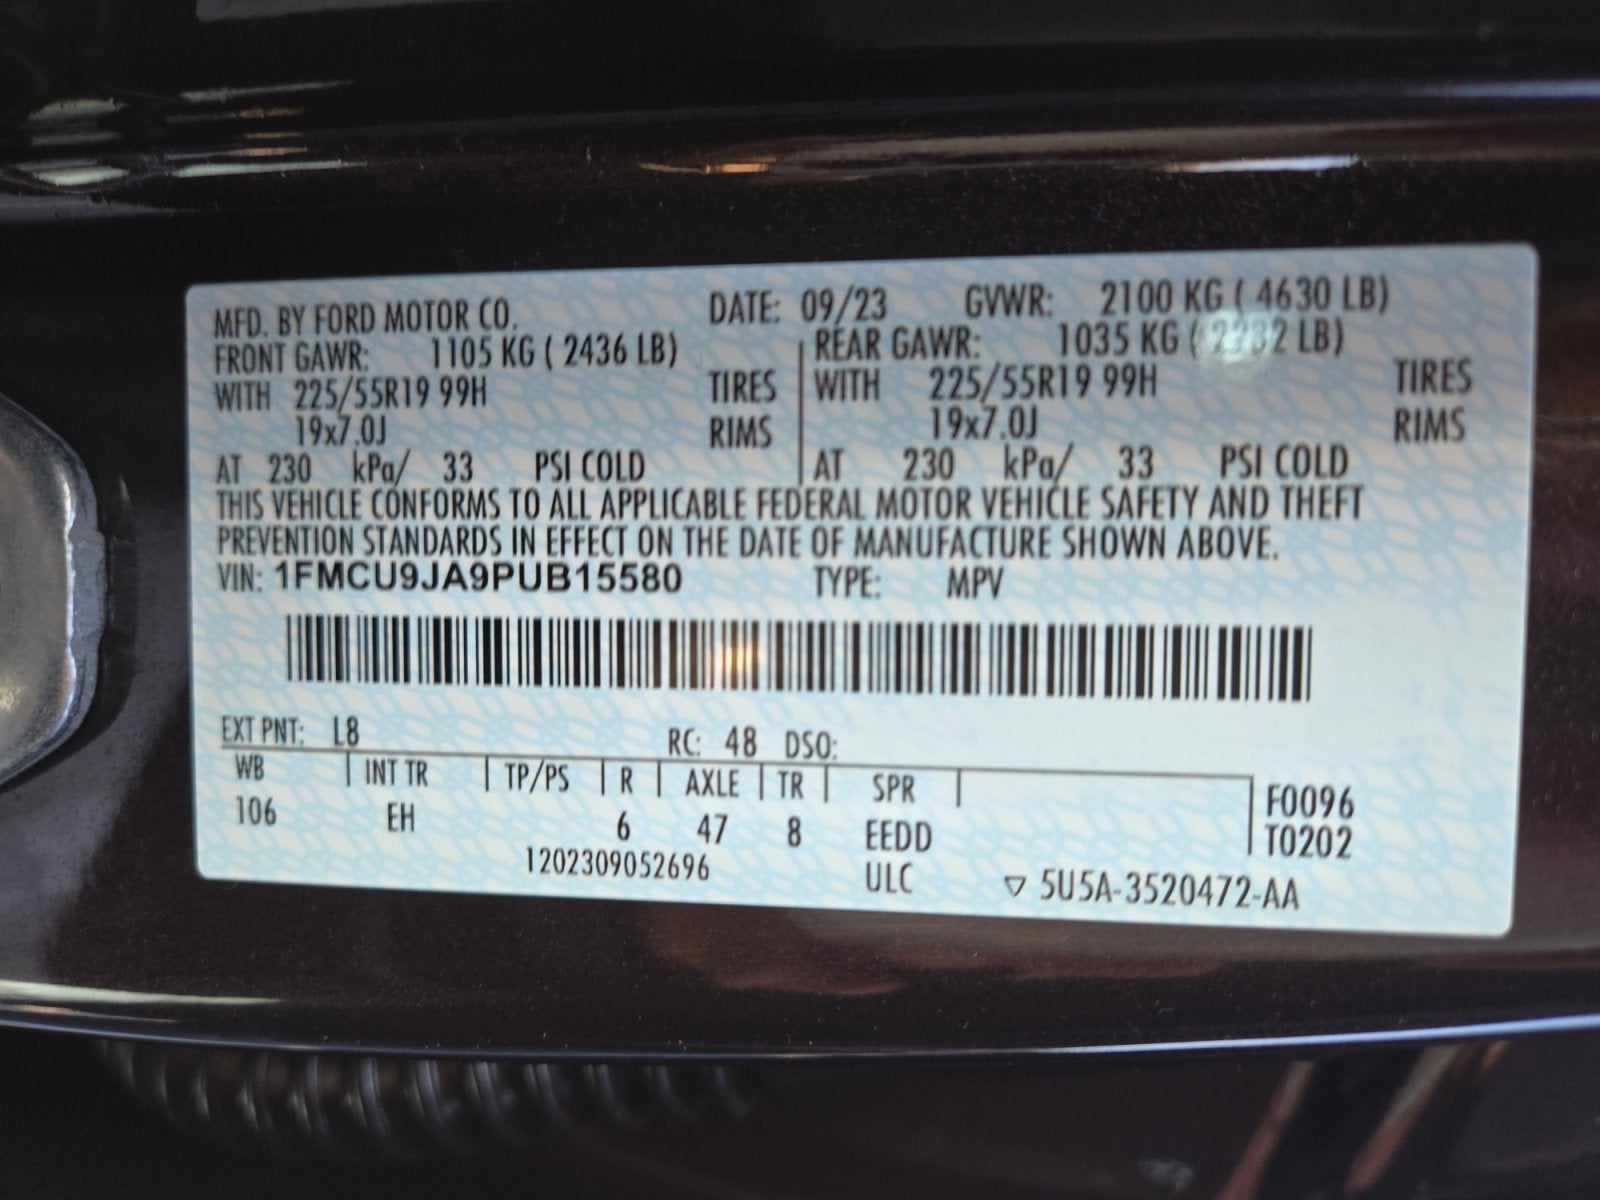 MFD. BY FORD MOTOR CO. DATE: 09/23 GVWR: 2100 KG ( 4630 LB)
FRONT GAWR: 1105 KG ( 2436 LB) REAR GAWR: 1035 KG ( 2282 LB)
WITH 225/55R19 99H TIRES WITH 225/55R19 99H TIRES
19x7.0J RIMS 19x7.0J RIMS
AT 230 kPa/ 33 PSI COLD AT 230 kPa/ 33 PSI COLD
THIS VEHICLE CONFORMS TO ALL APPLICABLE FEDERAL MOTOR VEHICLE SAFETY AND THEFT
PREVENTION STANDARDS IN EFFECT ON THE DATE OF MANUFACTURE SHOWN ABOVE.
VIN: 1FMCU9JA9PUB15580 TYPE: MPV
EXT PNT: L8 RC: 48 DSO:
WB INT TR TP/PS R AXLE TR SPR F0096
106 EH 6 47 8 EEDD T0202
1202309052696 ULC ▽ 5U5A-3520472-AA